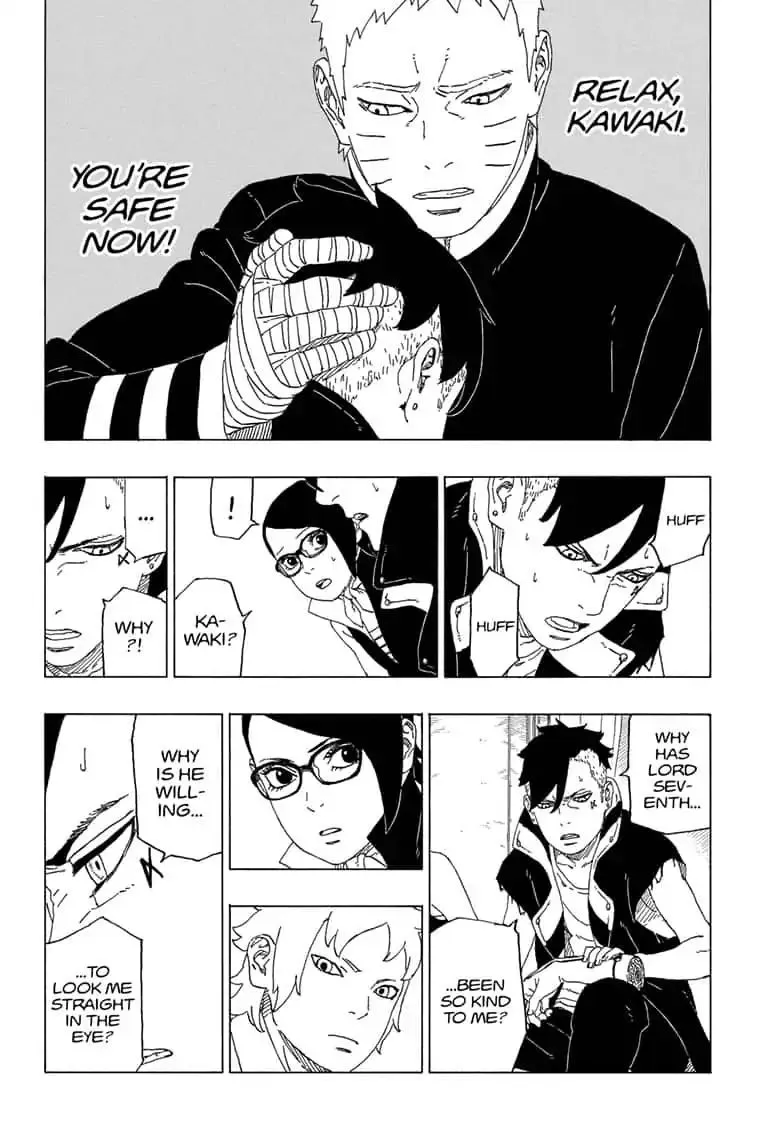 RELAX,
KAWAKI.
YOU'RE
SAFE
NOW!
HUFF
HUFF
!
KA-
WAKI?
...
WHY
?!
WHY
HAS
LORD
SEV-
ENTH...
...BEEN
SO KIND
TO ME?
WHY
IS HE
WILL-
ING...
...TO
LOOK ME
STRAIGHT
IN THE
EYE?